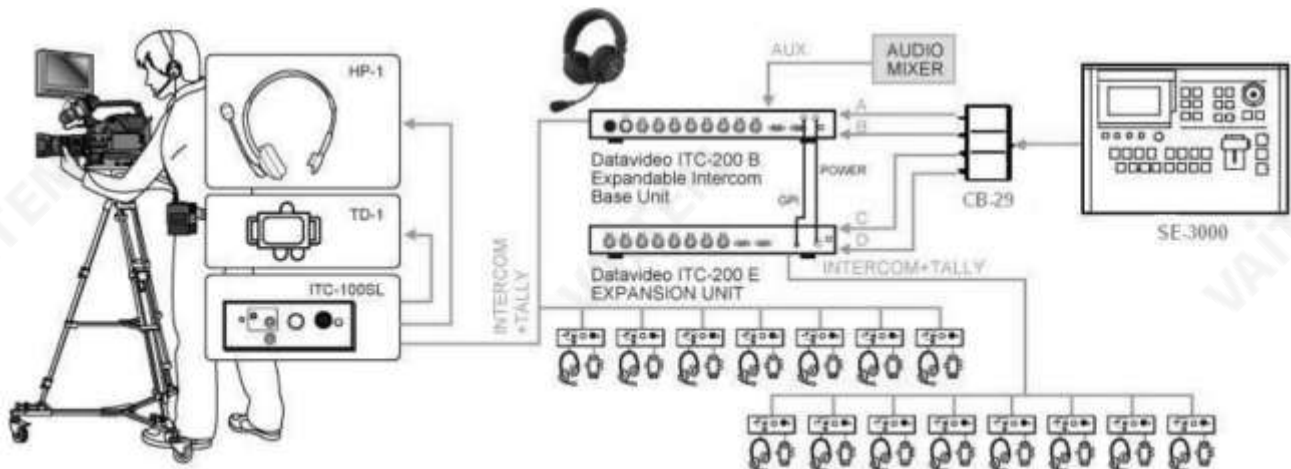 HP-1
TD-1
ITC-100SL
INTERCOM
+TALLY
AUX
AUDIO
MIXER
A
B
Datavideo ITC-200 B
Expandable Intercom
Base Unit
POWER
GPI
C
D
CB-29
SE-3000
Datavideo ITC-200 E
EXPANSION UNIT
INTERCOM+TALLY